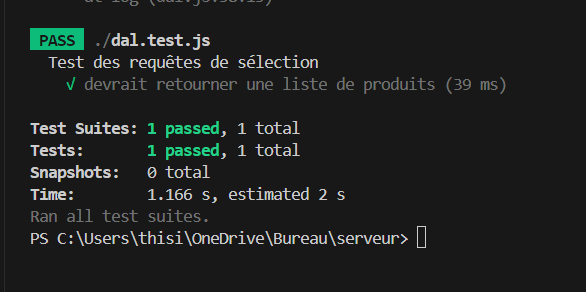 PASS ./dal.test.js
Test des requêtes de sélection
√ devrait retourner une liste de produits (39 ms)
Test Suites: 1 passed, 1 total
Tests: 1 passed, 1 total
Snapshots: 0 total
Time: 1.166 s, estimated 2 s
Ran all test suites.
PS C:\Users\thisi\OneDrive\Bureau\serveur>